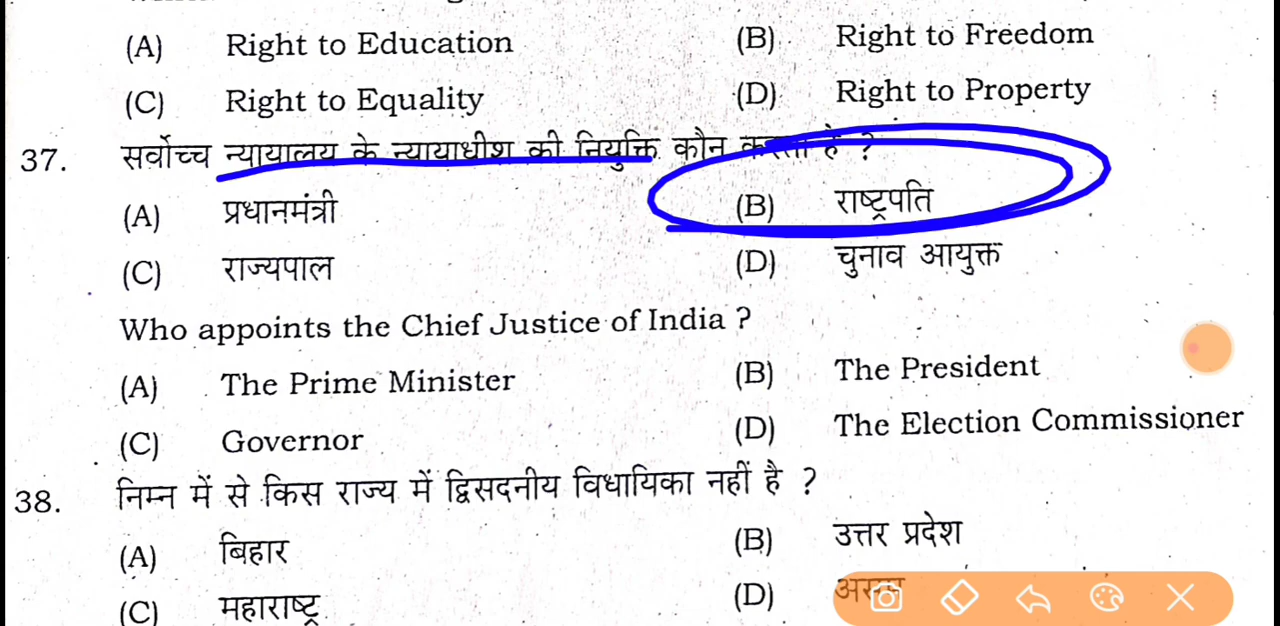 (A) Right to Education (B) Right to Freedom
(C) Right to Equality (D) Right to Property
37. सर्वोच्च न्यायालय के न्यायाधीश की नियुक्ति कौन करता है ?
(A) प्रधानमंत्री (B) राष्ट्रपति
(C) राज्यपाल (D) चुनाव आयुक्त
Who appoints the Chief Justice of India ?
(A) The Prime Minister (B) The President
(C) Governor (D) The Election Commissioner
38. निम्न में से किस राज्य में द्विसदनीय विधायिका नहीं है ?
(A) बिहार (B) उत्तर प्रदेश
(C) महाराष्ट्र (D)